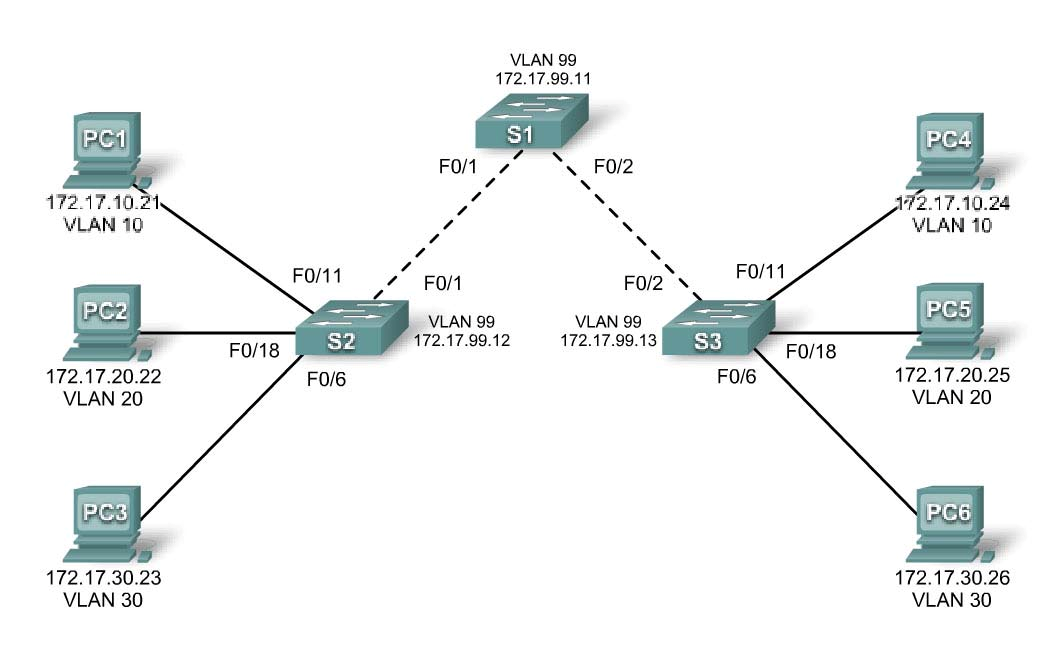 VLAN 99
172.17.99.11
S1
F0/1
F0/2
PC1
172.17.10.21
VLAN 10
PC4
172.17.10.24
VLAN 10
F0/11
F0/1
F0/2
F0/11
PC2
172.17.20.22
VLAN 20
F0/18
S2
F0/6
VLAN 99
172.17.99.12
VLAN 99
172.17.99.13
S3
F0/18
F0/6
PC5
172.17.20.25
VLAN 20
PC3
172.17.30.23
VLAN 30
PC6
172.17.30.26
VLAN 30